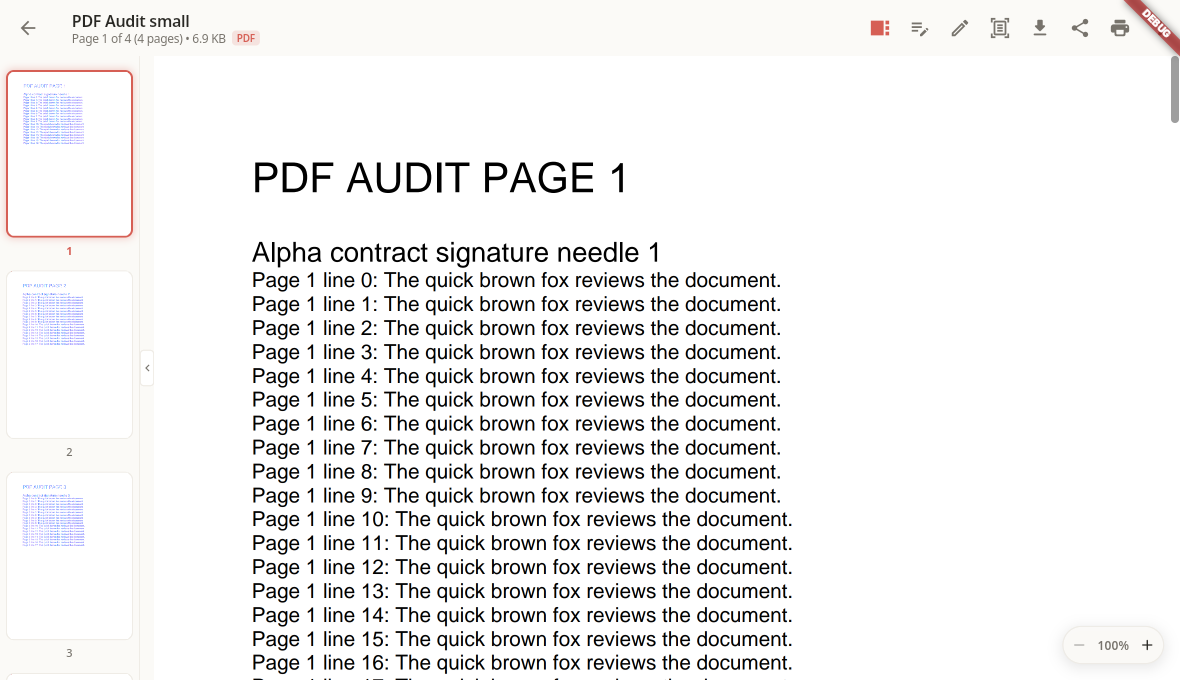 PDF Audit small
Page 1 of 4 (4 pages) • 6.9 KB PDF
DEBUG
PDF AUDIT PAGE 1
Alpha contract signature needle 1
Page 1 line 0: The quick brown fox reviews the document.
Page 1 line 1: The quick brown fox reviews the document.
Page 1 line 2: The quick brown fox reviews the document.
Page 1 line 3: The quick brown fox reviews the document.
Page 1 line 4: The quick brown fox reviews the document.
Page 1 line 5: The quick brown fox reviews the document.
Page 1 line 6: The quick brown fox reviews the document.
Page 1 line 7: The quick brown fox reviews the document.
Page 1 line 8: The quick brown fox reviews the document.
Page 1 line 9: The quick brown fox reviews the document.
Page 1 line 10: The quick brown fox reviews the document.
Page 1 line 11: The quick brown fox reviews the document.
Page 1 line 12: The quick brown fox reviews the document.
Page 1 line 13: The quick brown fox reviews the document.
Page 1 line 14: The quick brown fox reviews the document.
Page 1 line 15: The quick brown fox reviews the document.
Page 1 line 16: The quick brown fox reviews the document.
1
2
3
100%